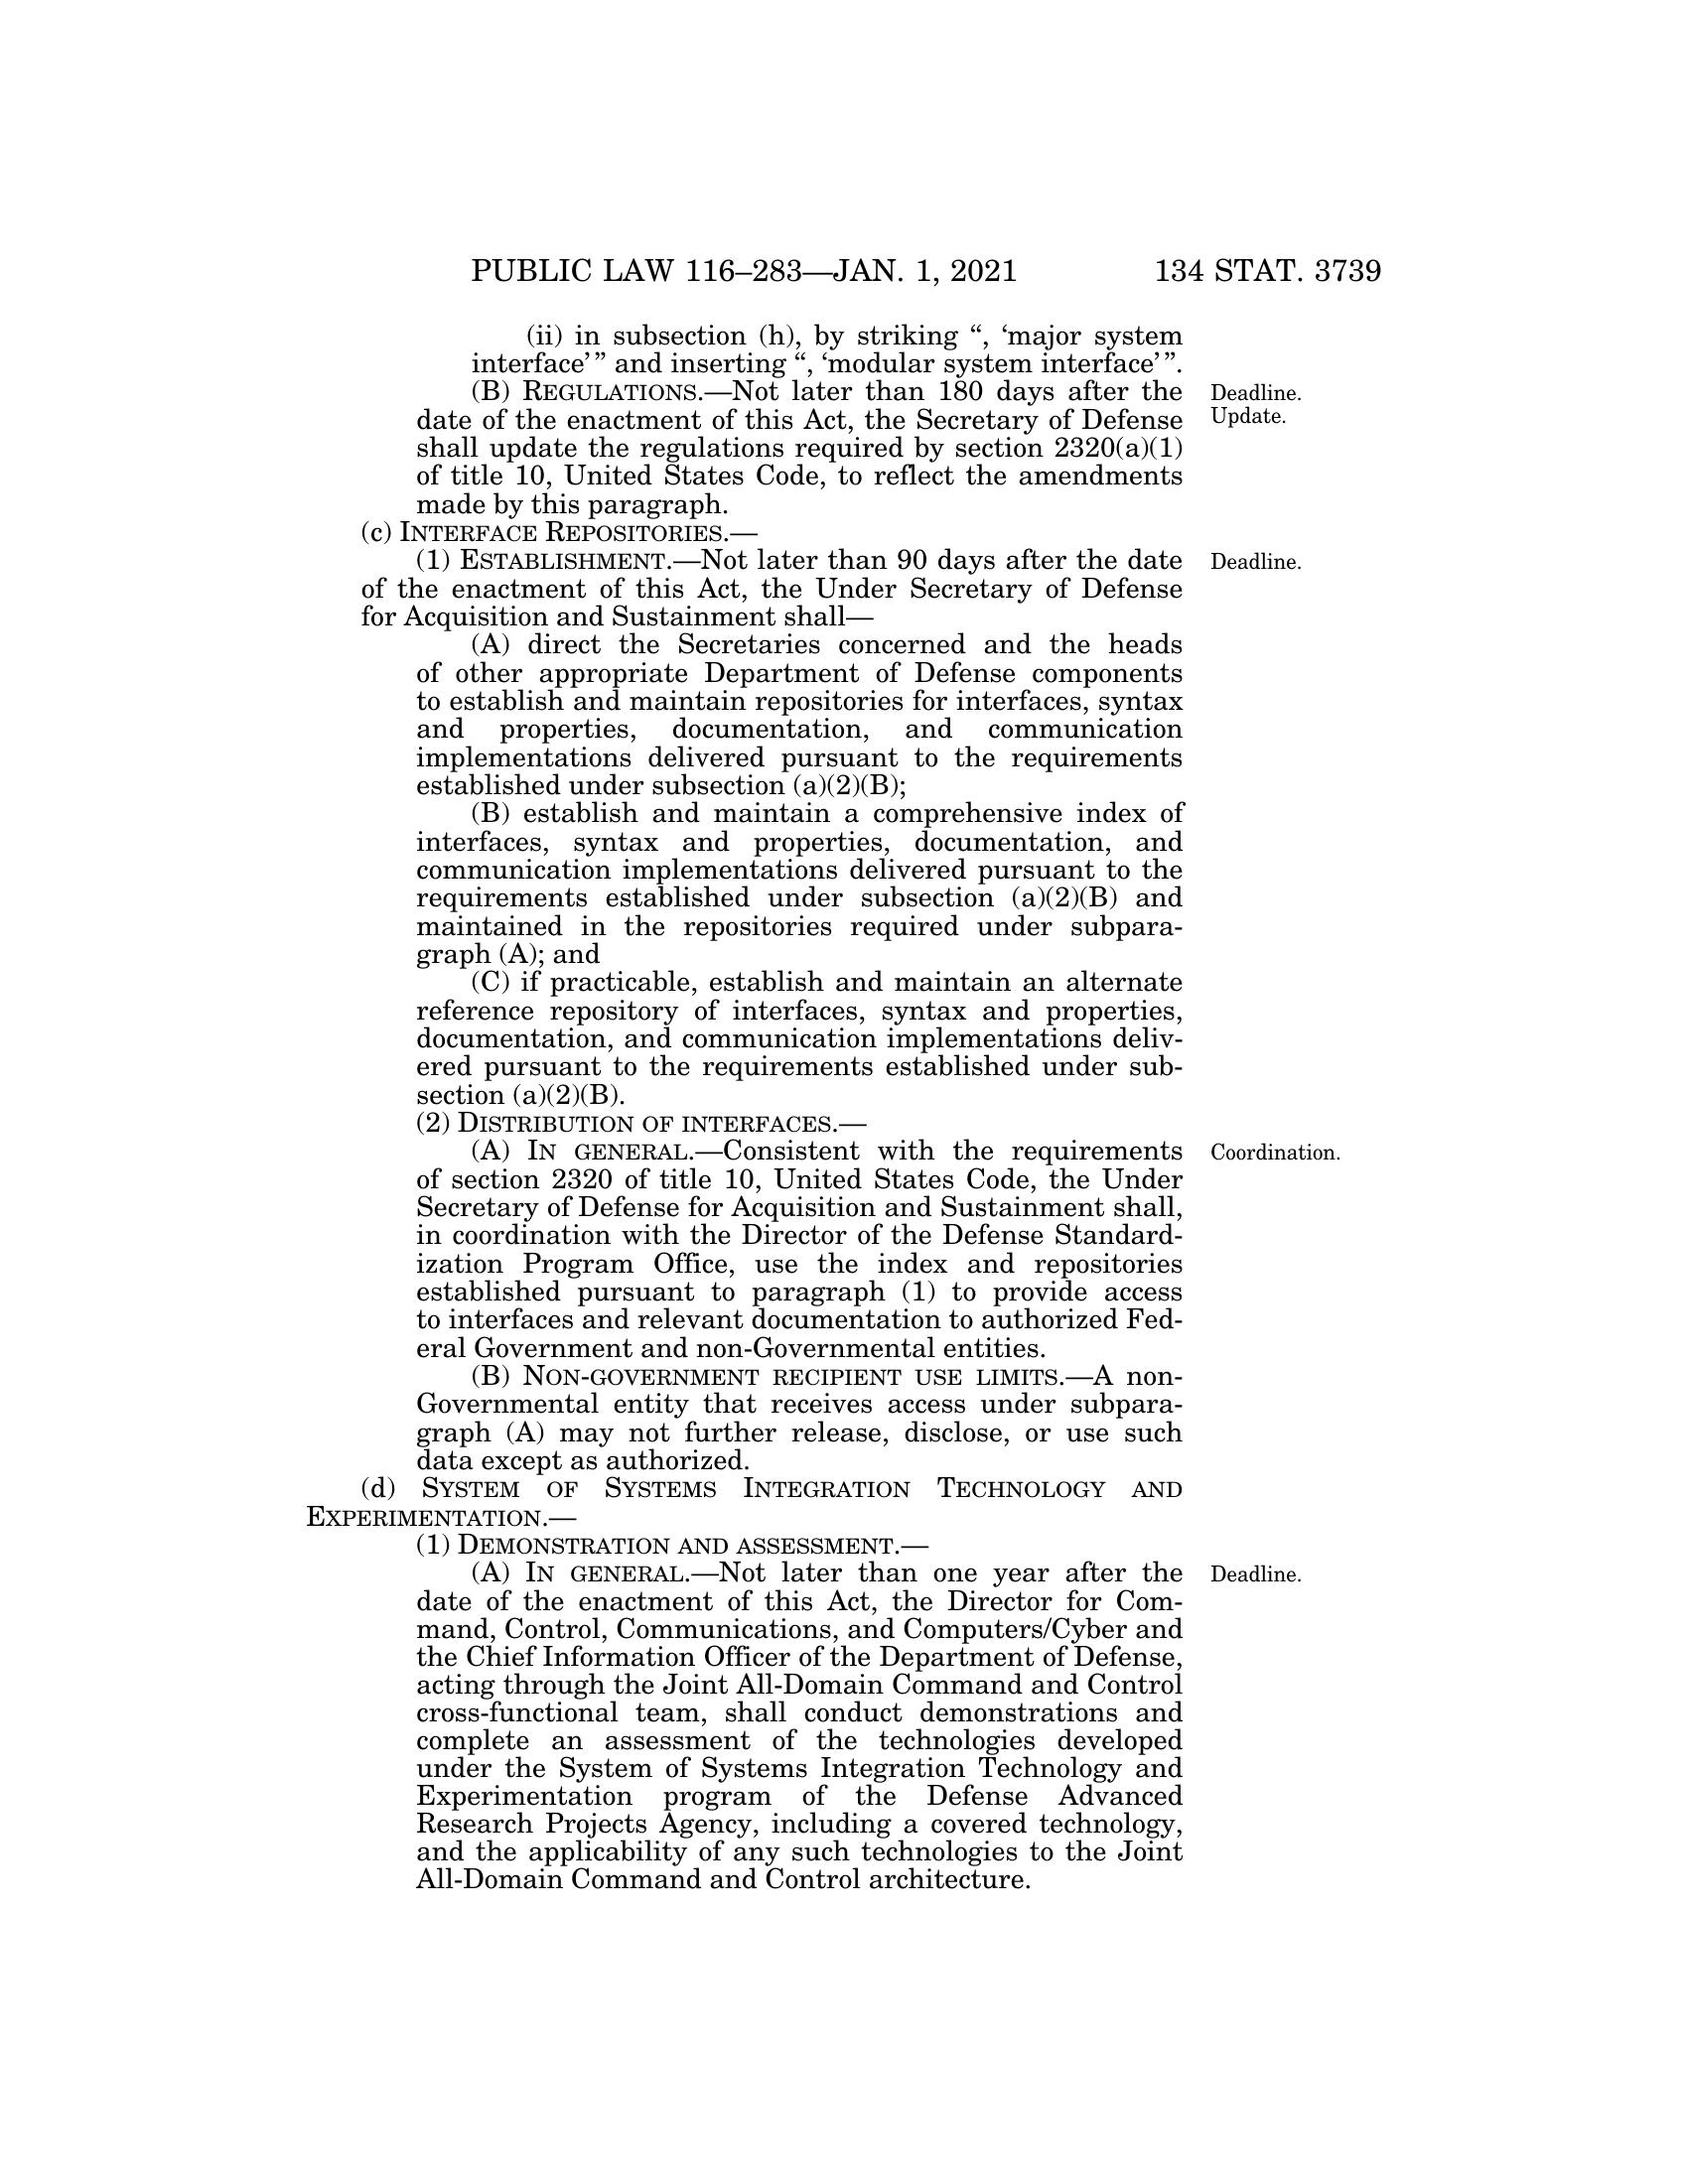 PUBLIC LAW 116–283—JAN. 1, 2021 134 STAT. 3739
(ii) in subsection (h), by striking “, ‘major system
interface’ ” and inserting “, ‘modular system interface’ ”.
(B) REGULATIONS.—Not later than 180 days after the
Deadline.
date of the enactment of this Act, the Secretary of Defense
Update.
shall update the regulations required by section 2320(a)(1)
of title 10, United States Code, to reflect the amendments
made by this paragraph.
(c) INTERFACE REPOSITORIES.—
(1) ESTABLISHMENT.—Not later than 90 days after the date
Deadline.
of the enactment of this Act, the Under Secretary of Defense
for Acquisition and Sustainment shall—
(A) direct the Secretaries concerned and the heads
of other appropriate Department of Defense components
to establish and maintain repositories for interfaces, syntax
and properties, documentation, and communication
implementations delivered pursuant to the requirements
established under subsection (a)(2)(B);
(B) establish and maintain a comprehensive index of
interfaces, syntax and properties, documentation, and
communication implementations delivered pursuant to the
requirements established under subsection (a)(2)(B) and
maintained in the repositories required under subpara-
graph (A); and
(C) if practicable, establish and maintain an alternate
reference repository of interfaces, syntax and properties,
documentation, and communication implementations deliv-
ered pursuant to the requirements established under sub-
section (a)(2)(B).
(2) DISTRIBUTION OF INTERFACES.—
(A) IN GENERAL.—Consistent with the requirements
Coordination.
of section 2320 of title 10, United States Code, the Under
Secretary of Defense for Acquisition and Sustainment shall,
in coordination with the Director of the Defense Standard-
ization Program Office, use the index and repositories
established pursuant to paragraph (1) to provide access
to interfaces and relevant documentation to authorized Fed-
eral Government and non-Governmental entities.
(B) NON-GOVERNMENT RECIPIENT USE LIMITS.—A non-
Governmental entity that receives access under subpara-
graph (A) may not further release, disclose, or use such
data except as authorized.
(d) SYSTEM OF SYSTEMS INTEGRATION TECHNOLOGY AND
EXPERIMENTATION.—
(1) DEMONSTRATION AND ASSESSMENT.—
(A) IN GENERAL.—Not later than one year after the
Deadline.
date of the enactment of this Act, the Director for Com-
mand, Control, Communications, and Computers/Cyber and
the Chief Information Officer of the Department of Defense,
acting through the Joint All-Domain Command and Control
cross-functional team, shall conduct demonstrations and
complete an assessment of the technologies developed
under the System of Systems Integration Technology and
Experimentation program of the Defense Advanced
Research Projects Agency, including a covered technology,
and the applicability of any such technologies to the Joint
All-Domain Command and Control architecture.